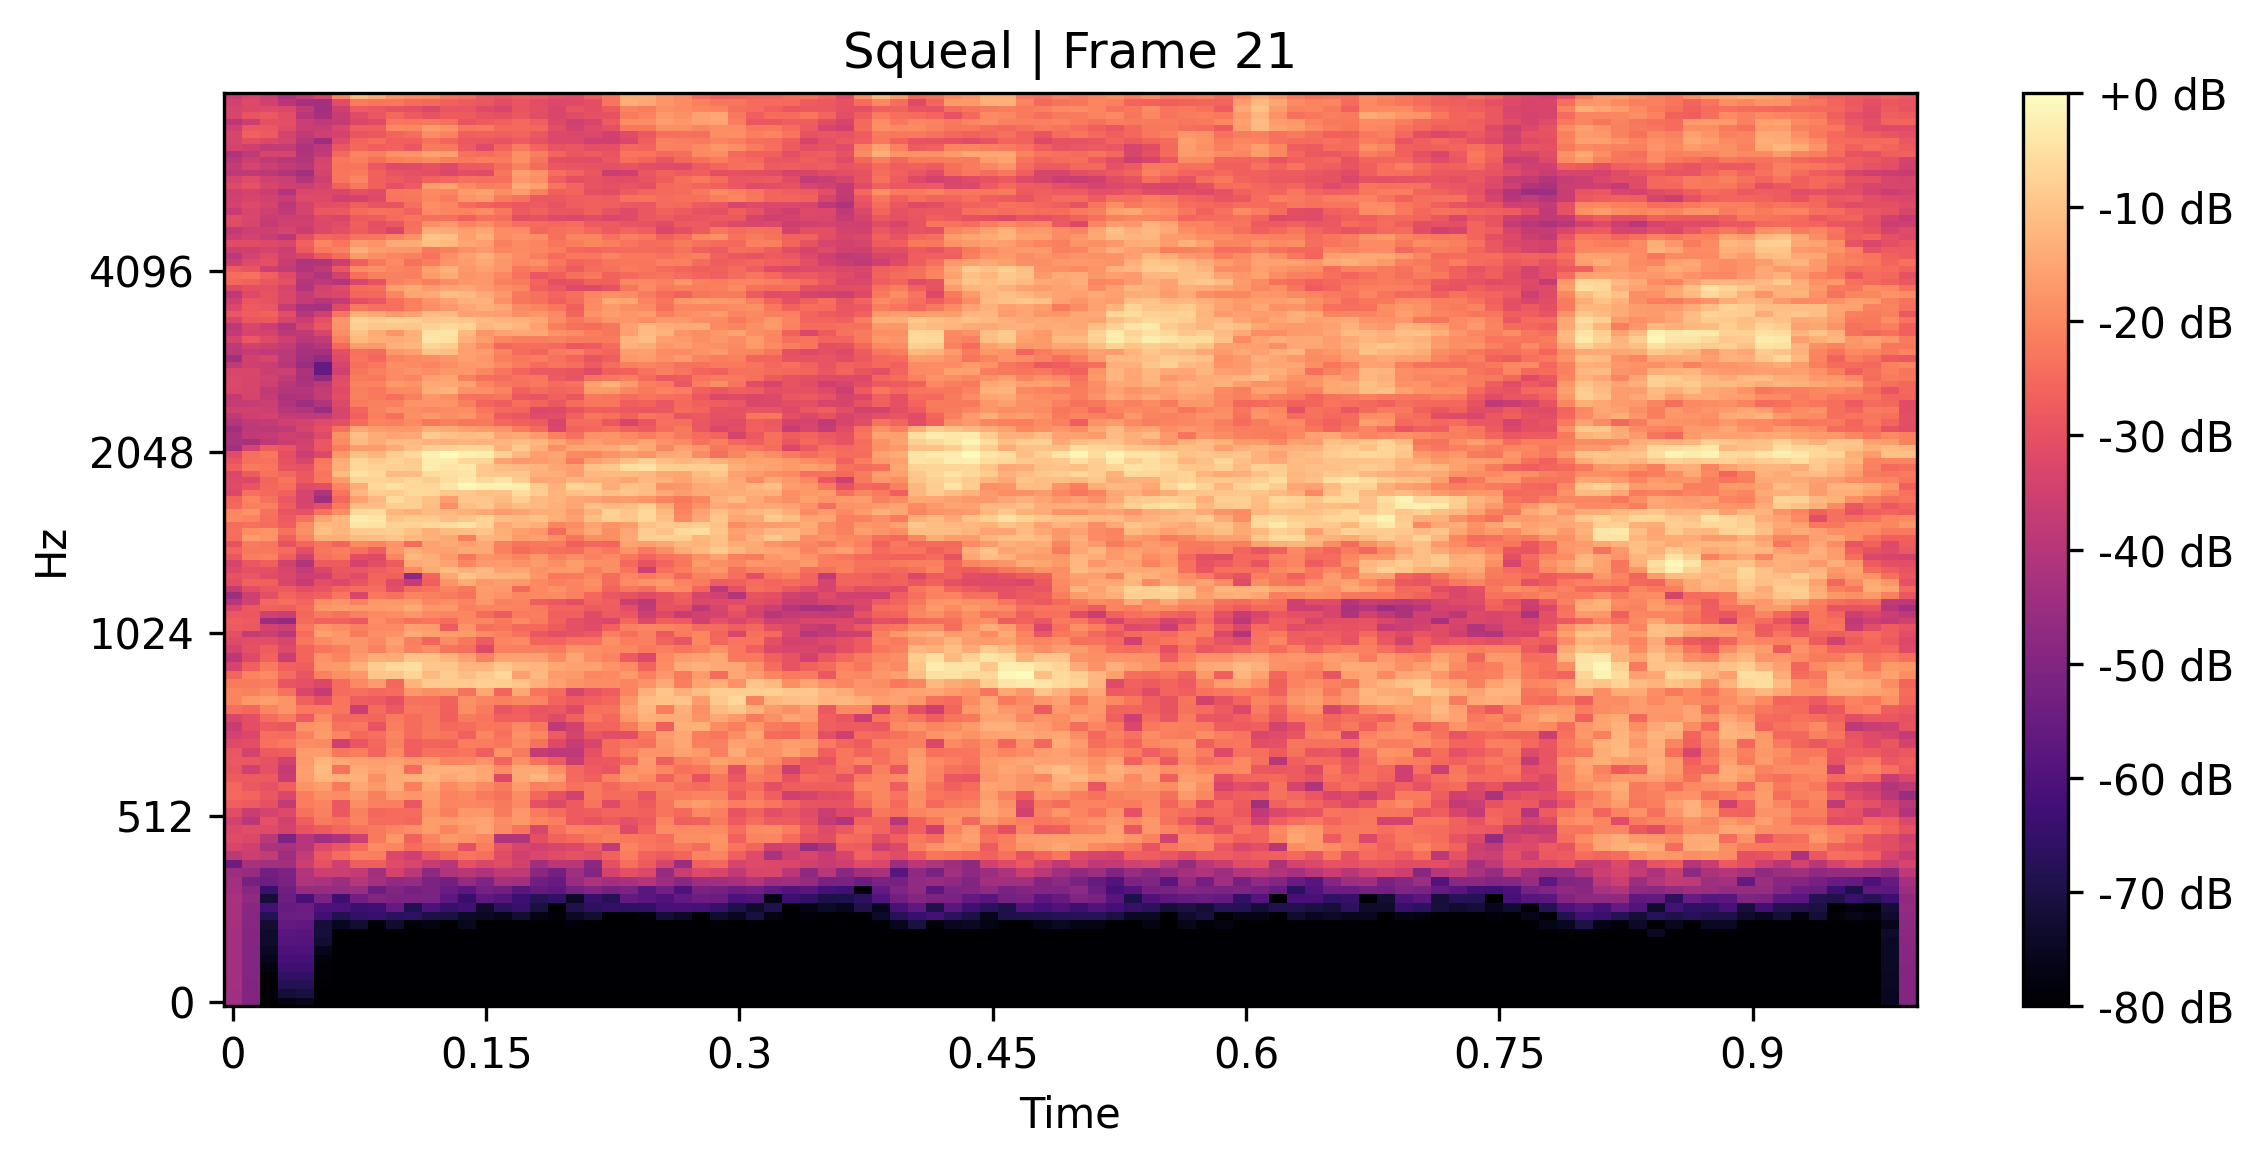 Squeal | Frame 21
+0 dB
-10 dB
-20 dB
-30 dB
-40 dB
-50 dB
-60 dB
-70 dB
-80 dB
Hz
4096
2048
1024
512
0
0 0.15 0.3 0.45 0.6 0.75 0.9
Time